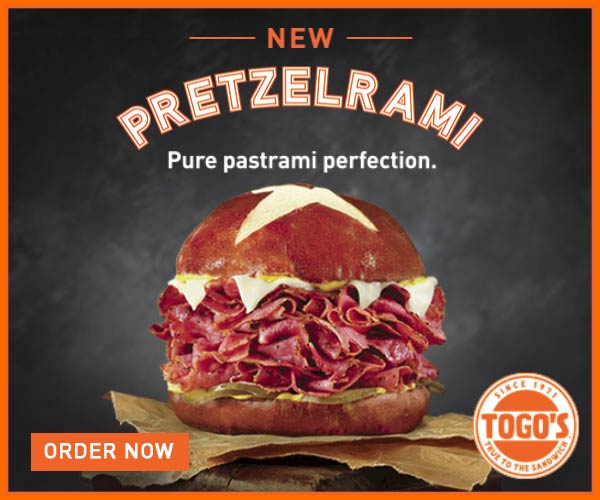 NEW
PRETZELRAMI
Pure pastrami perfection.
SINCE 1971
TOGO'S
TRUE TO THE SANDWICH
ORDER NOW